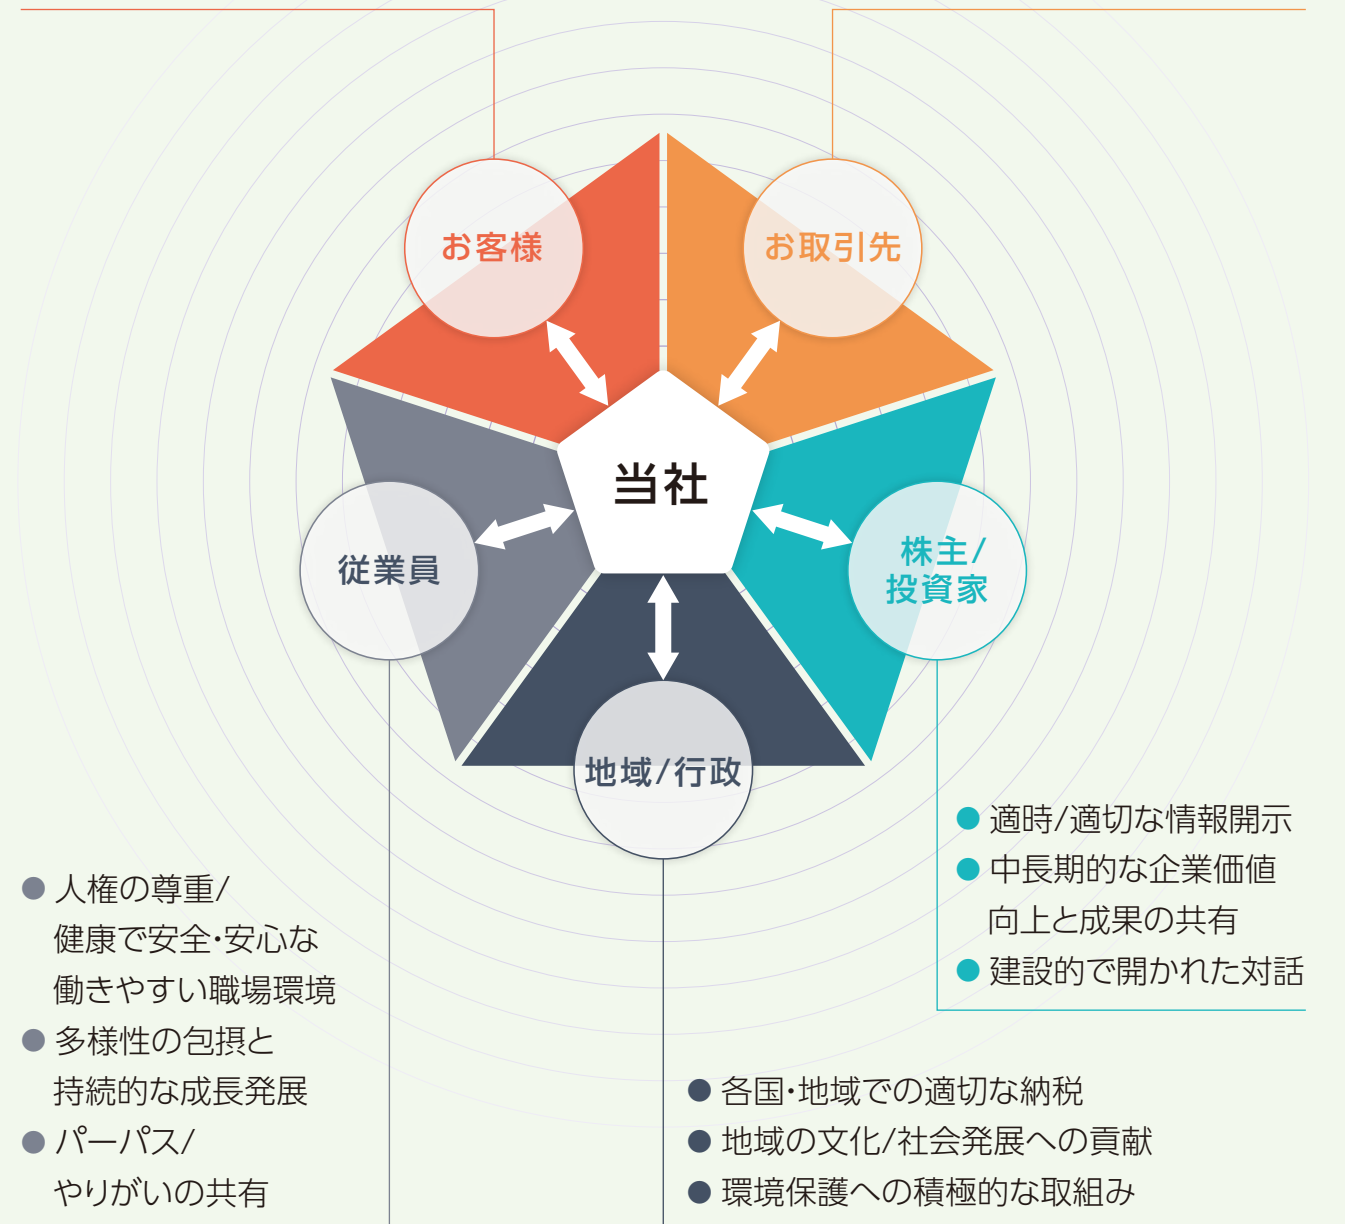 お客様
お取引先
当社
従業員
株主/
投資家
地域/行政
● 適時/適切な情報開示
● 中長期的な企業価値
向上と成果の共有
● 建設的で開かれた対話
● 人権の尊重/
健康で安全・安心な
働きやすい職場環境
● 多様性の包摂と
持続的な成長発展
● パーパス/
やりがいの共有
● 各国・地域での適切な納税
● 地域の文化/社会発展への貢献
● 環境保護への積極的な取組み